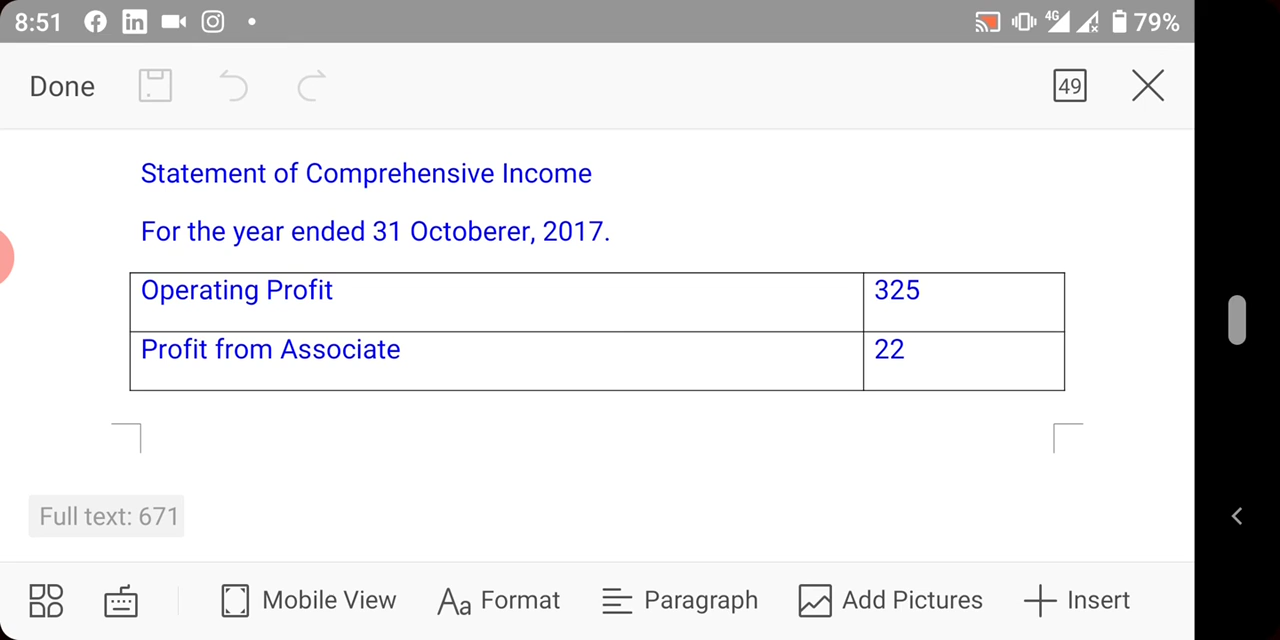 8:51
4G
79%
Done
49
Statement of Comprehensive Income
For the year ended 31 Octoberer, 2017.
Operating Profit 325
Profit from Associate 22
Full text: 671
Mobile View Aa Format Paragraph Add Pictures Insert